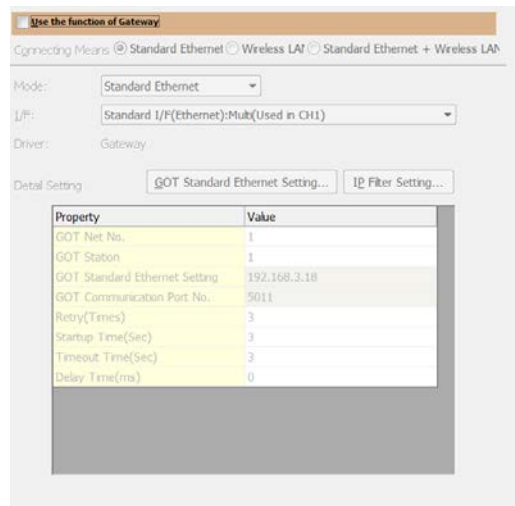 Use the function of Gateway
Connecting Means Standard Ethernet Wireless LAN Standard Ethernet + Wireless LAN
Mode: Standard Ethernet
I/F: Standard I/F(Ethernet):Multi(Used in CH1)
Driver: Gateway
Detail Setting GOT Standard Ethernet Setting... IP Filter Setting...
Property Value
GOT Net No. 1
GOT Station 1
GOT Standard Ethernet Setting 192.168.3.18
GOT Communication Port No. 5011
Retry(Times) 3
Startup Time(Sec) 3
Timeout Time(Sec) 3
Delay Time(ms) 0